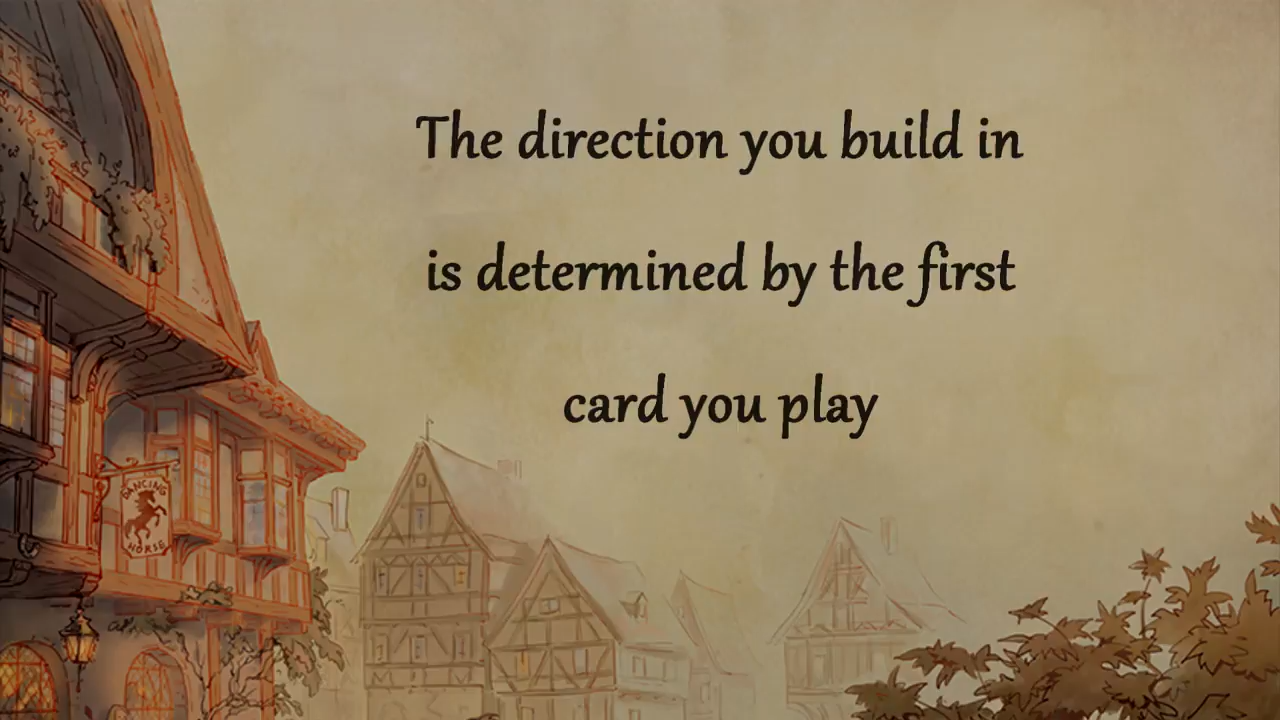 The direction you build in
is determined by the first
card you play
DANCING
HORSE